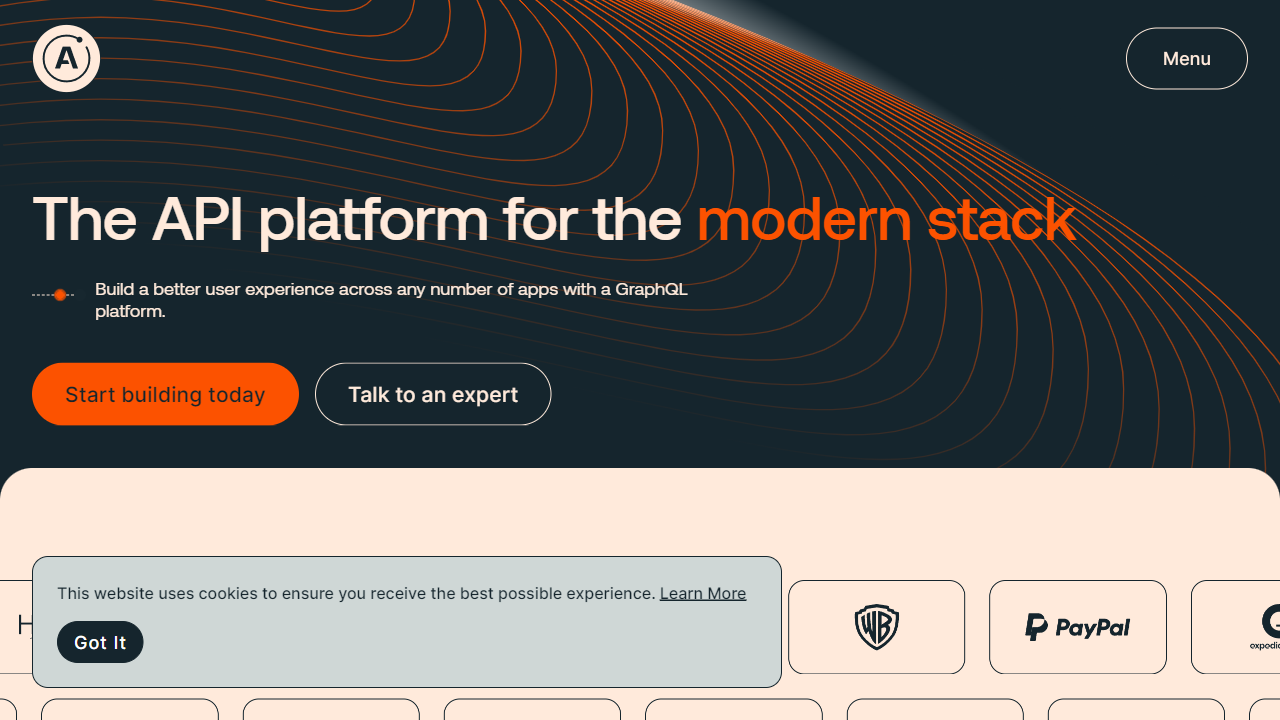 A
Menu
The API platform for the modern stack
Build a better user experience across any number of apps with a GraphQL
platform.
Start building today
Talk to an expert
This website uses cookies to ensure you receive the best possible experience. Learn More
Got It
WB
PayPal